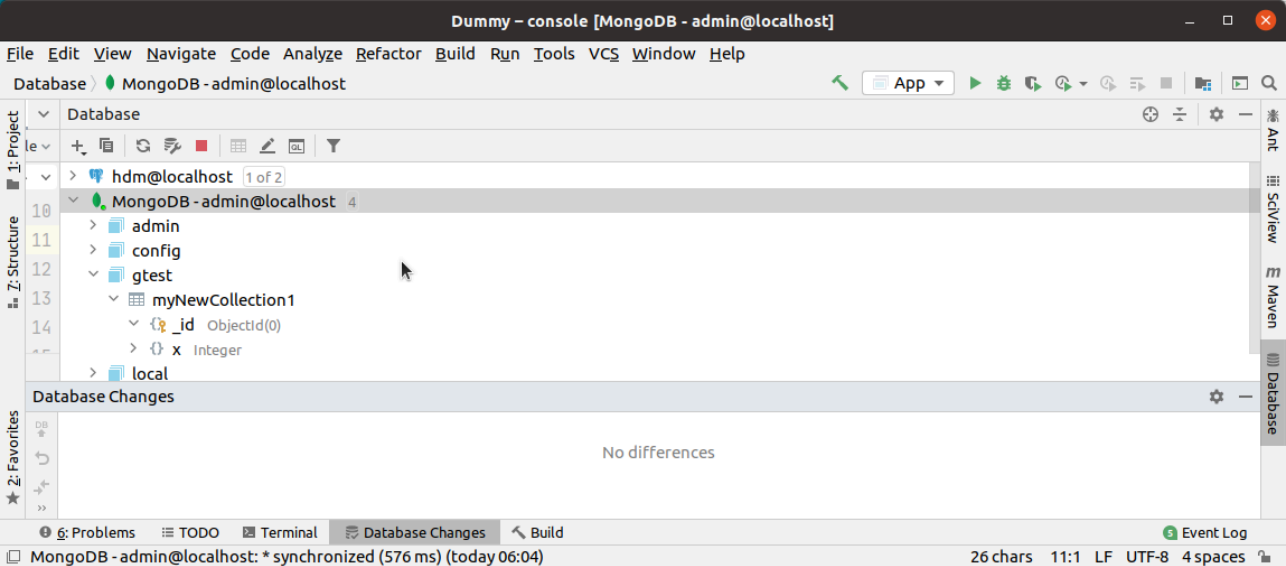 Dummy – console [MongoDB - admin@localhost]
File Edit View Navigate Code Analyze Refactor Build Run Tools VCS Window Help
Database MongoDB - admin@localhost App
1: Project
7: Structure
2: Favorites
Database
le
hdm@localhost 1 of 2
MongoDB - admin@localhost 4
10 admin
config
11
gtest
12
myNewCollection1
13
_id ObjectId(0)
14
x Integer
local
Database Changes
DB
No differences
Ant
SciView
m Maven
Database
6: Problems TODO Terminal Database Changes Build S Event Log
MongoDB - admin@localhost: * synchronized (576 ms) (today 06:04) 26 chars 11:1 LF UTF-8 4 spaces